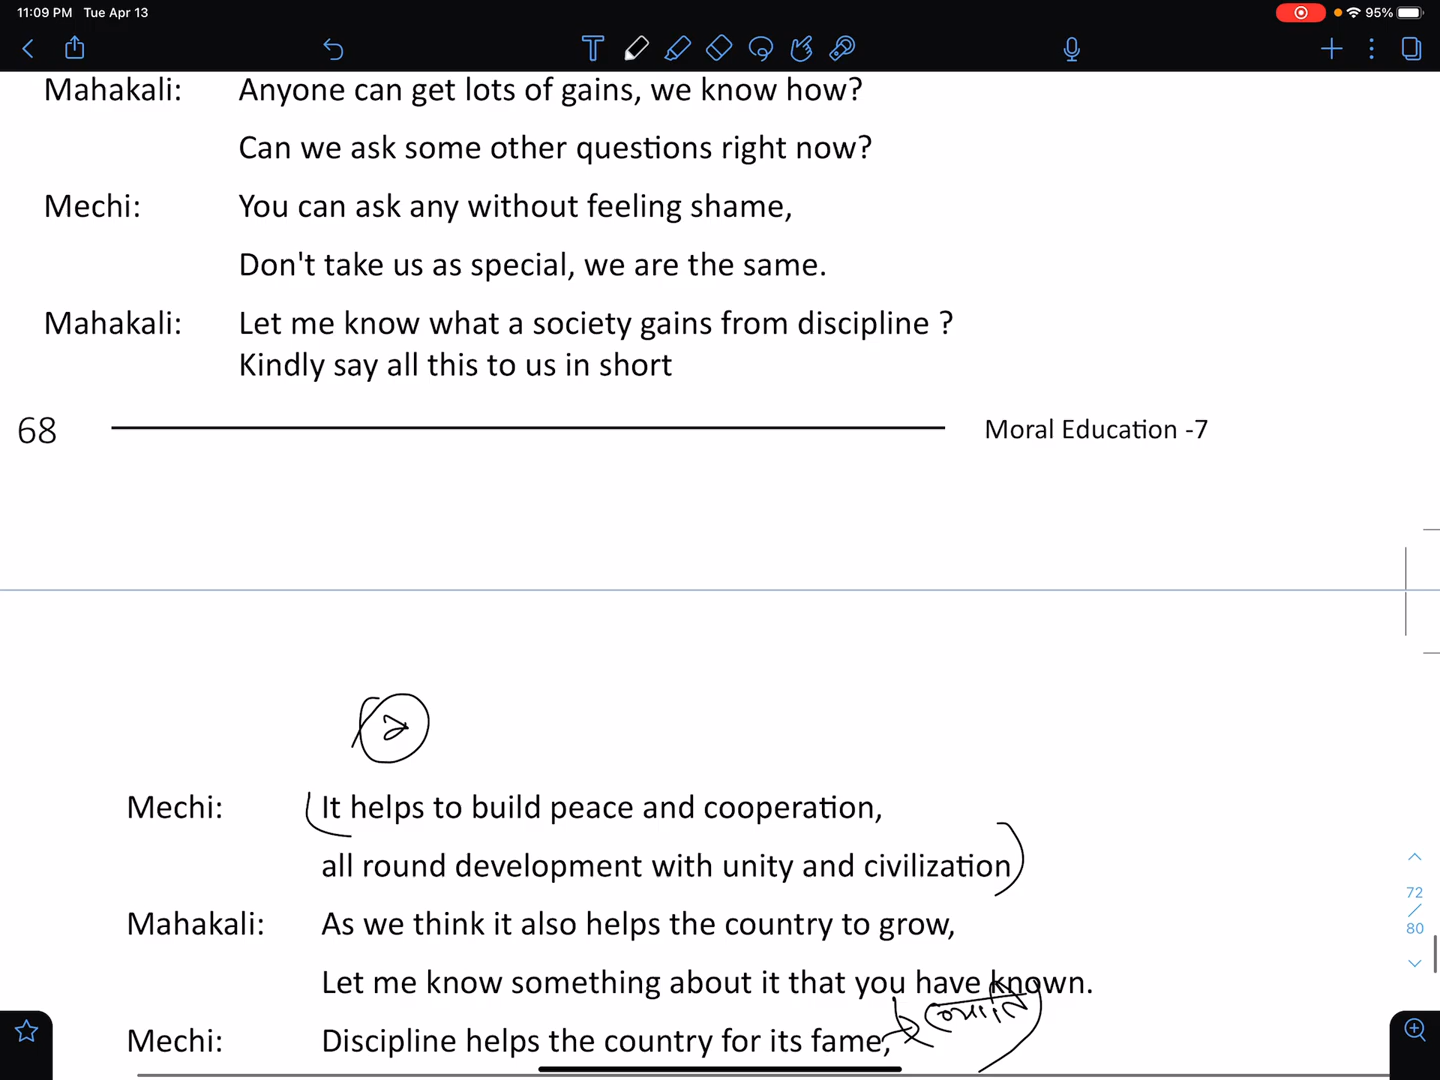 11:09 PM Tue Apr 13
95%
Mahakali: Anyone can get lots of gains, we know how?
Can we ask some other questions right now?
Mechi: You can ask any without feeling shame,
Don't take us as special, we are the same.
Mahakali: Let me know what a society gains from discipline ?
Kindly say all this to us in short
68 Moral Education -7
Mechi: It helps to build peace and cooperation,
all round development with unity and civilization
Mahakali: As we think it also helps the country to grow,
Let me know something about it that you have known.
Mechi: Discipline helps the country for its fame,
72
/
80